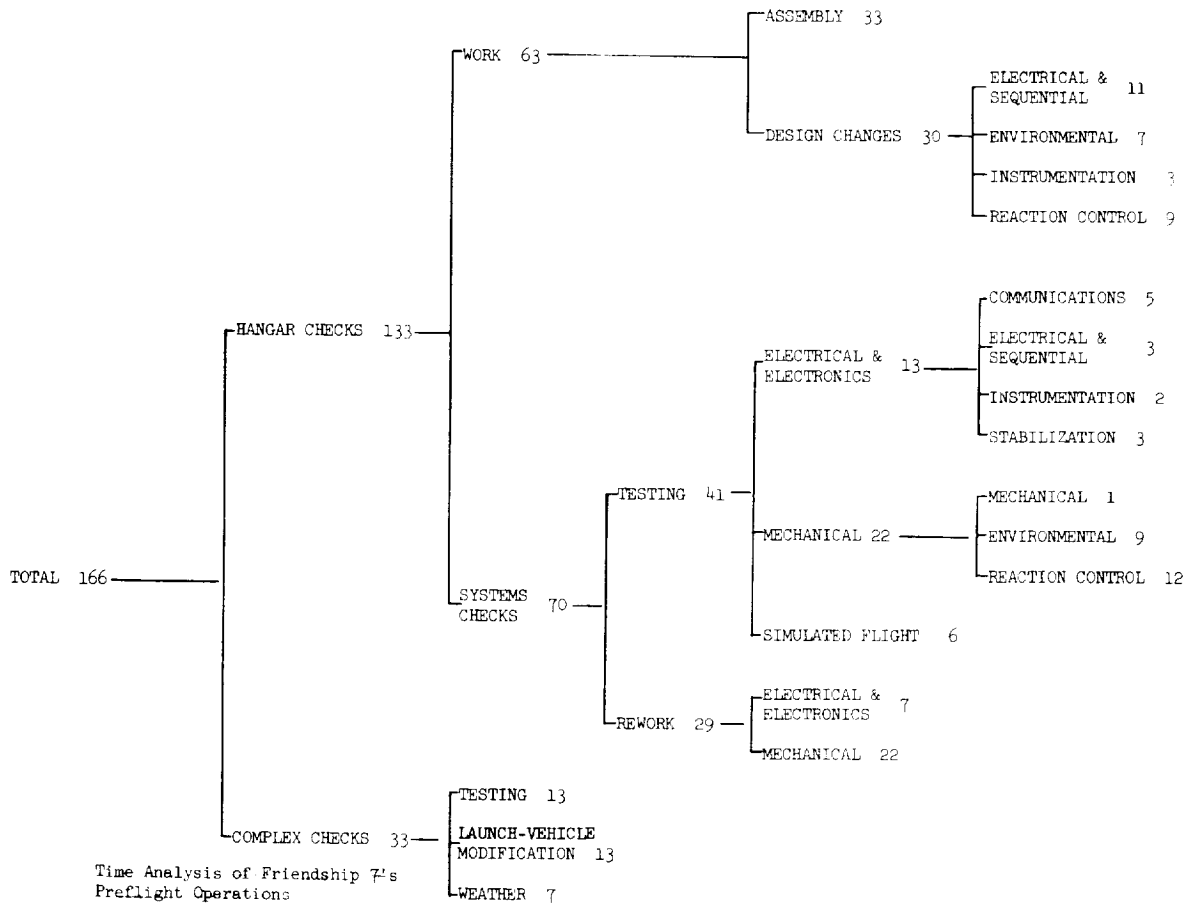 ASSEMBLY 33
WORK 63
ELECTRICAL &
SEQUENTIAL 11
DESIGN CHANGES 30
ENVIRONMENTAL 7
INSTRUMENTATION 3
REACTION CONTROL 9
COMMUNICATIONS 5
HANGAR CHECKS 133
ELECTRICAL &
SEQUENTIAL 3
ELECTRICAL &
ELECTRONICS 13
INSTRUMENTATION 2
STABILIZATION 3
TESTING 41
MECHANICAL 1
MECHANICAL 22
ENVIRONMENTAL 9
REACTION CONTROL 12
TOTAL 166
SYSTEMS
CHECKS 70
SIMULATED FLIGHT 6
ELECTRICAL &
ELECTRONICS 7
REWORK 29
MECHANICAL 22
TESTING 13
COMPLEX CHECKS 33
LAUNCH-VEHICLE
MODIFICATION 13
WEATHER 7
Time Analysis of Friendship 7's
Preflight Operations